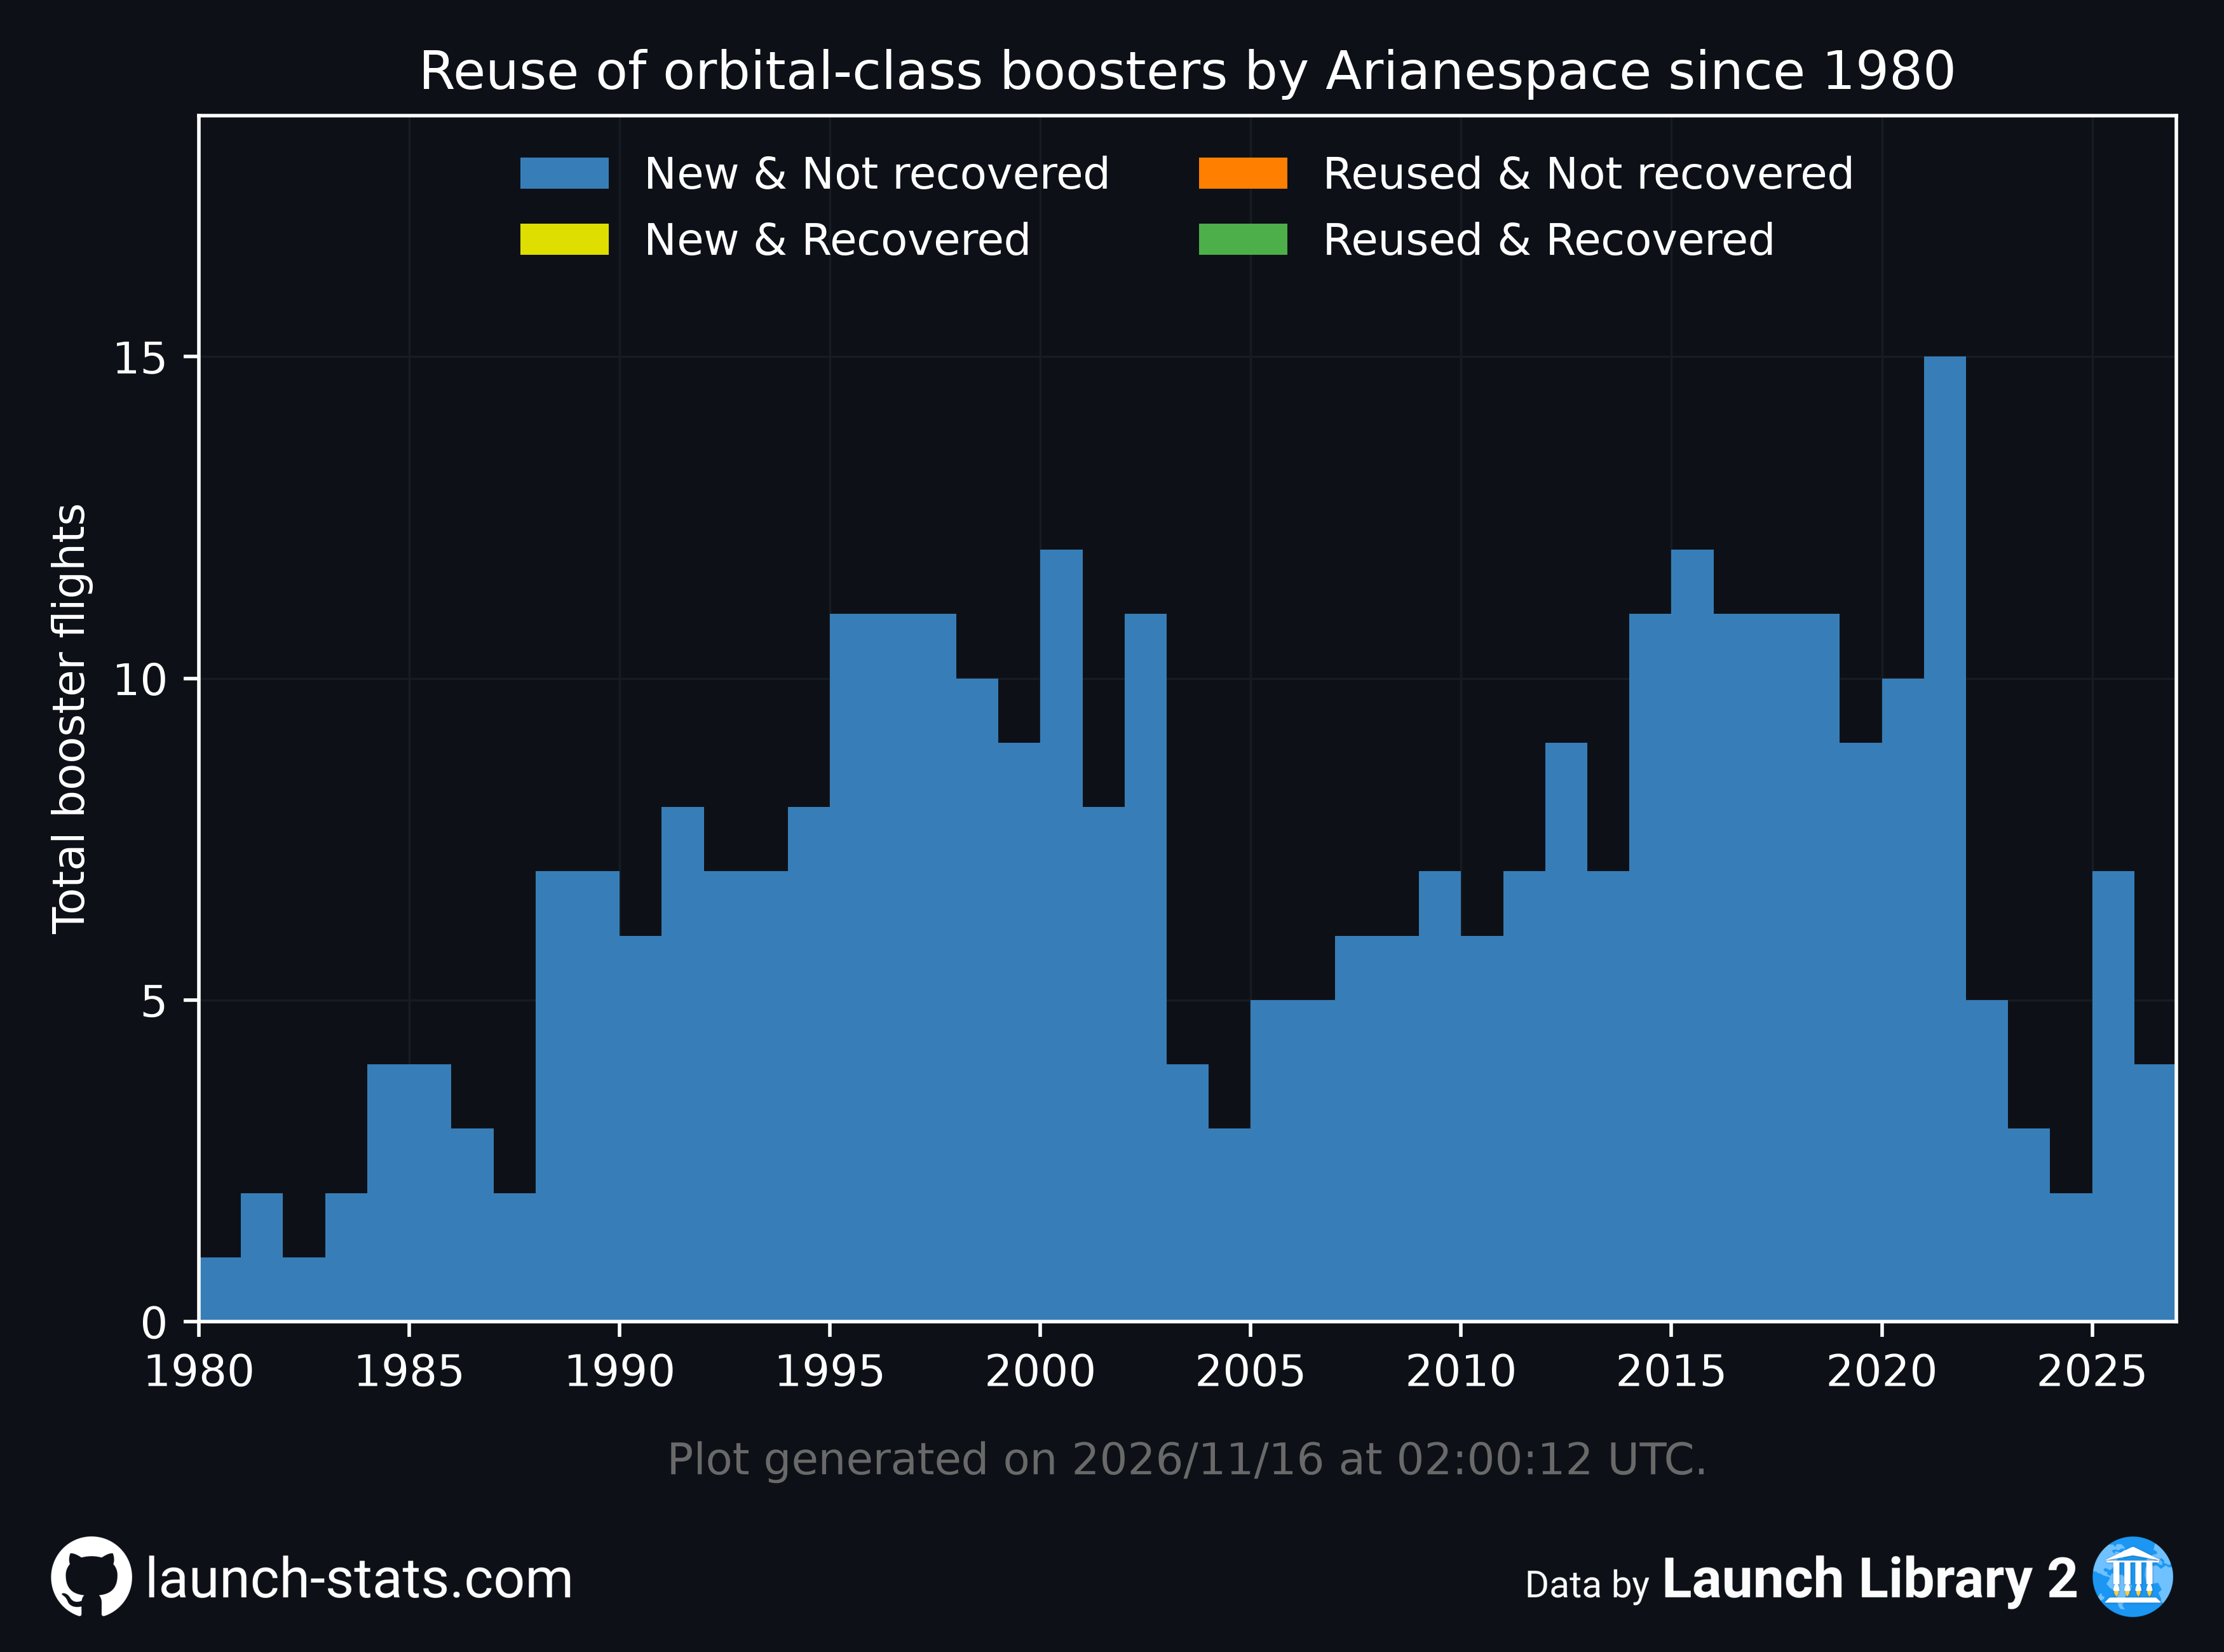 Reuse of orbital-class boosters by Arianespace since 1980
New & Not recovered
New & Recovered
Reused & Not recovered
Reused & Recovered
Total booster flights
15
10
5
0
1980 1985 1990 1995 2000 2005 2010 2015 2020 2025
Plot generated on 2026/11/16 at 02:00:12 UTC.
launch-stats.com
Data by Launch Library 2